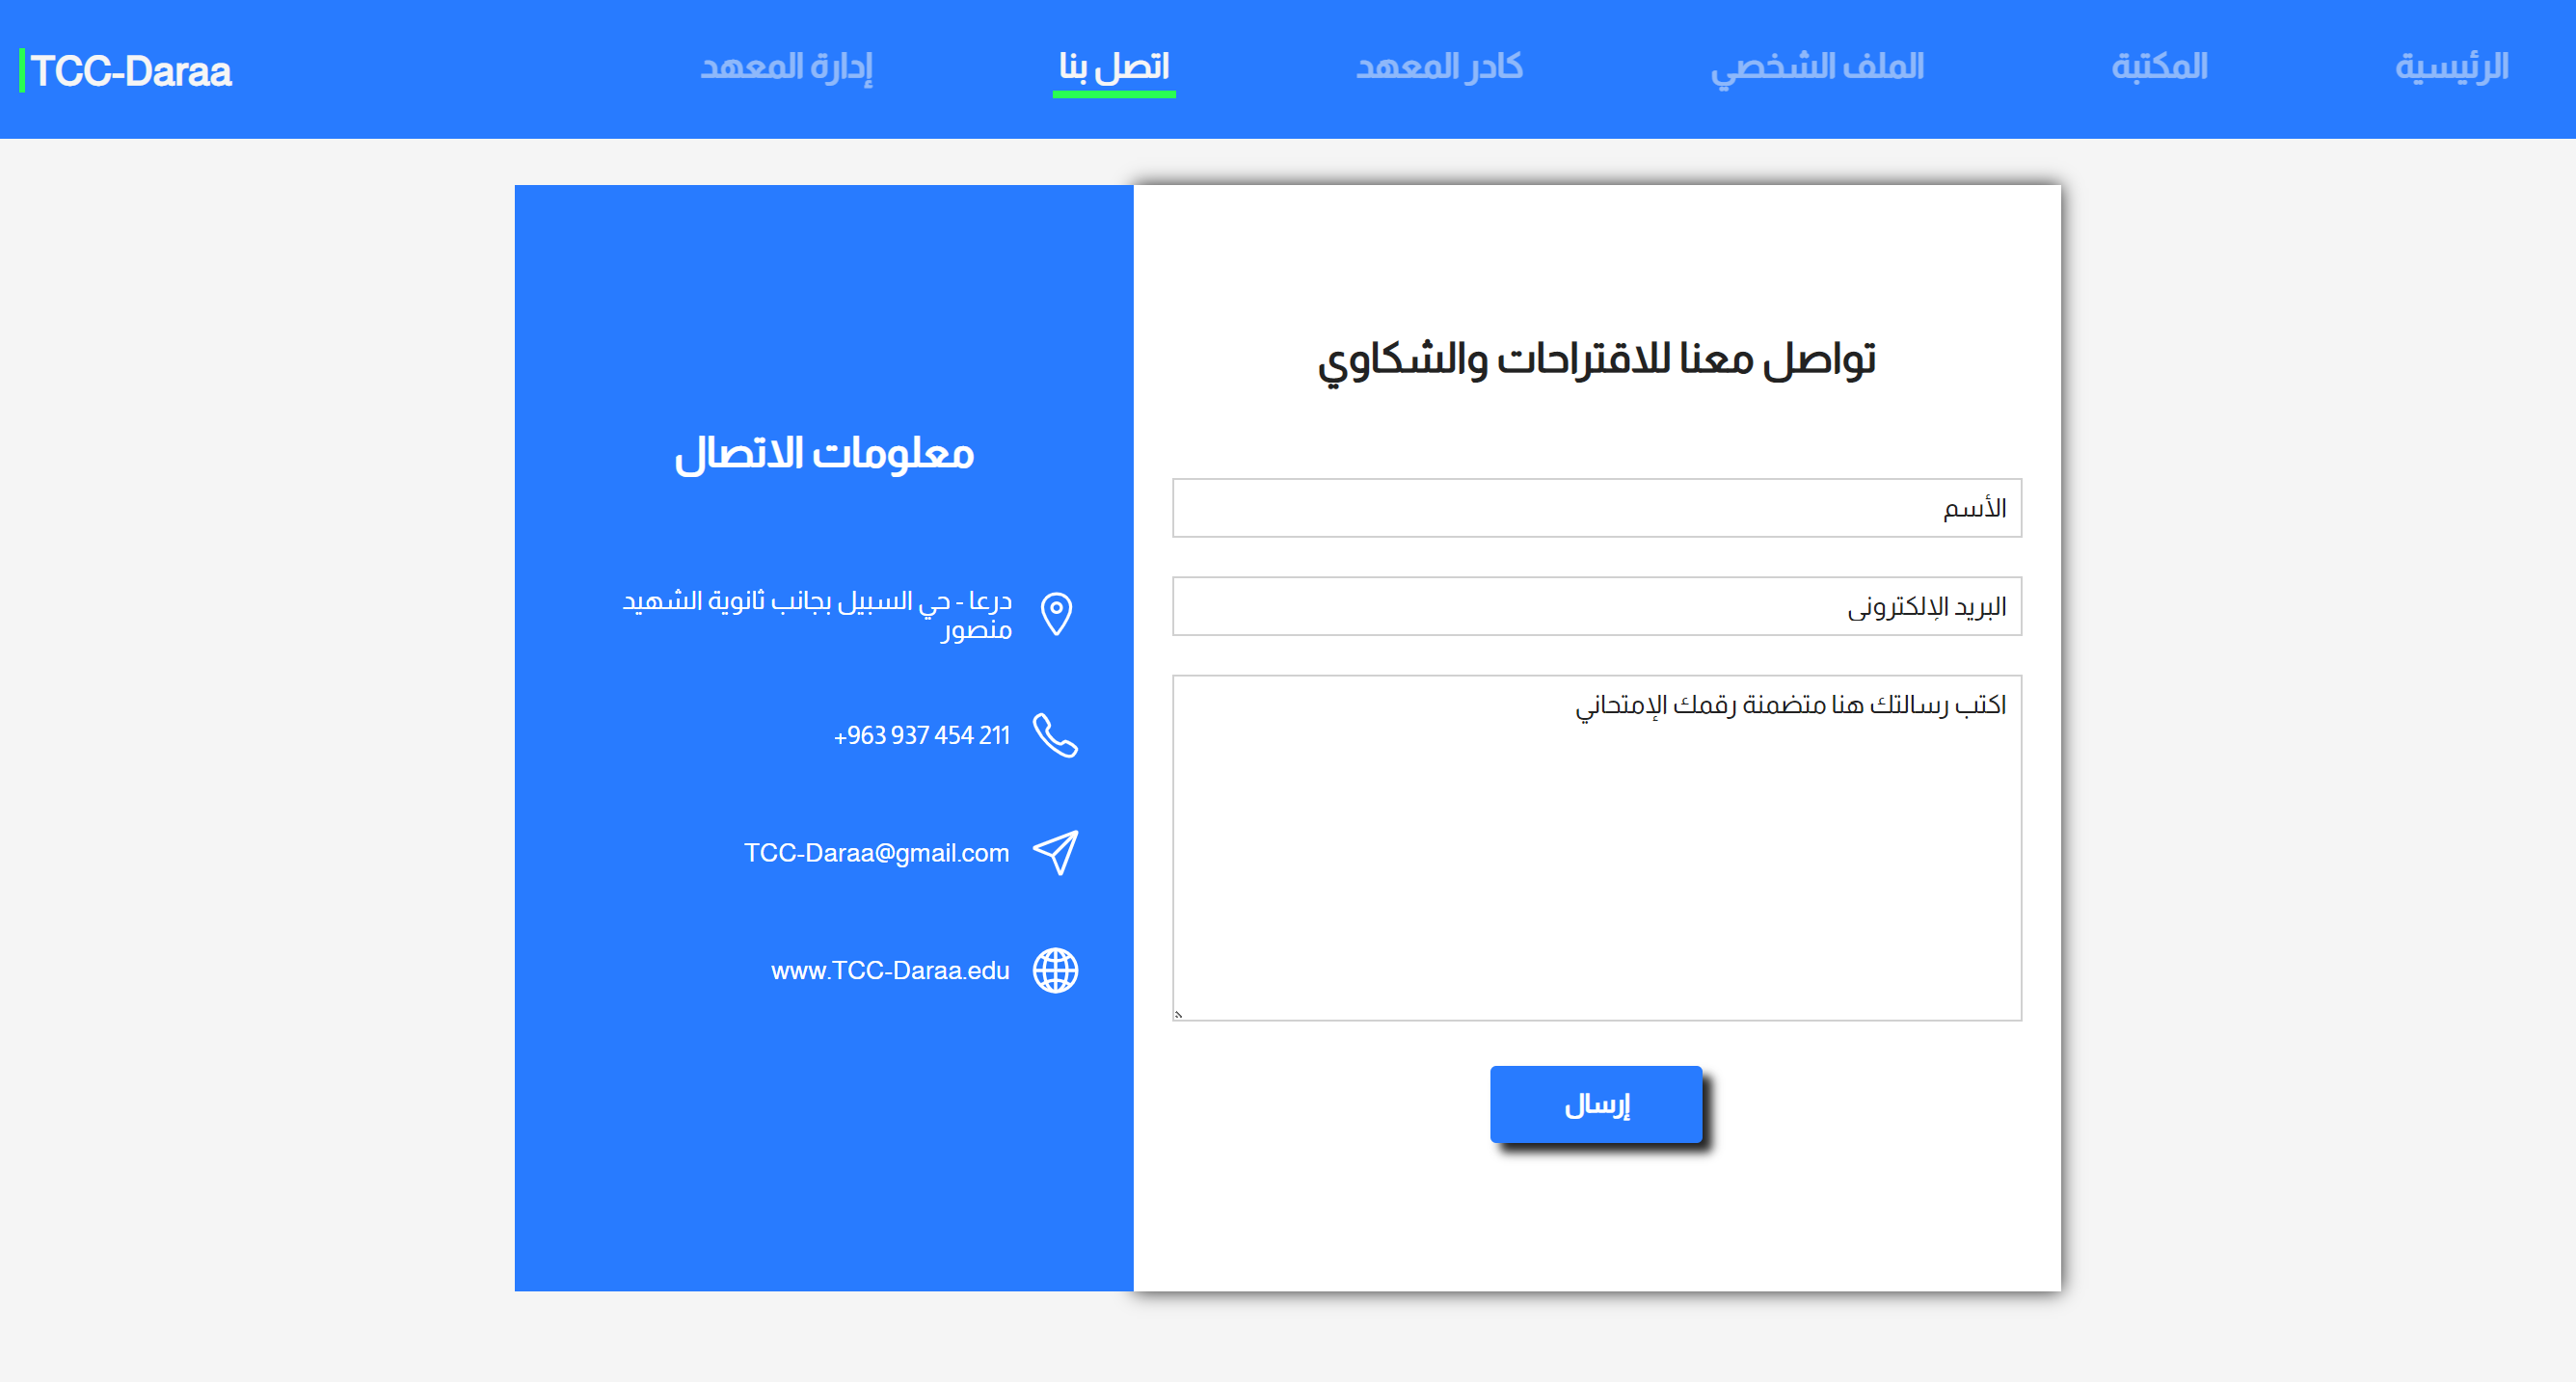 الرئيسية
المكتبة
الملف الشخصي
كادر المعهد
اتصل بنا
إدارة المعهد
TCC-Daraa
تواصل معنا للاقتراحات والشكاوي
الأسم
البريد الإلكتروني
اكتب رسالتك هنا متضمنة رقمك الإمتحاني
إرسال
معلومات الاتصال
درعا - حي السبيل بجانب ثانوية الشهيد
منصور
+963 937 454 211
TCC-Daraa@gmail.com
www.TCC-Daraa.edu